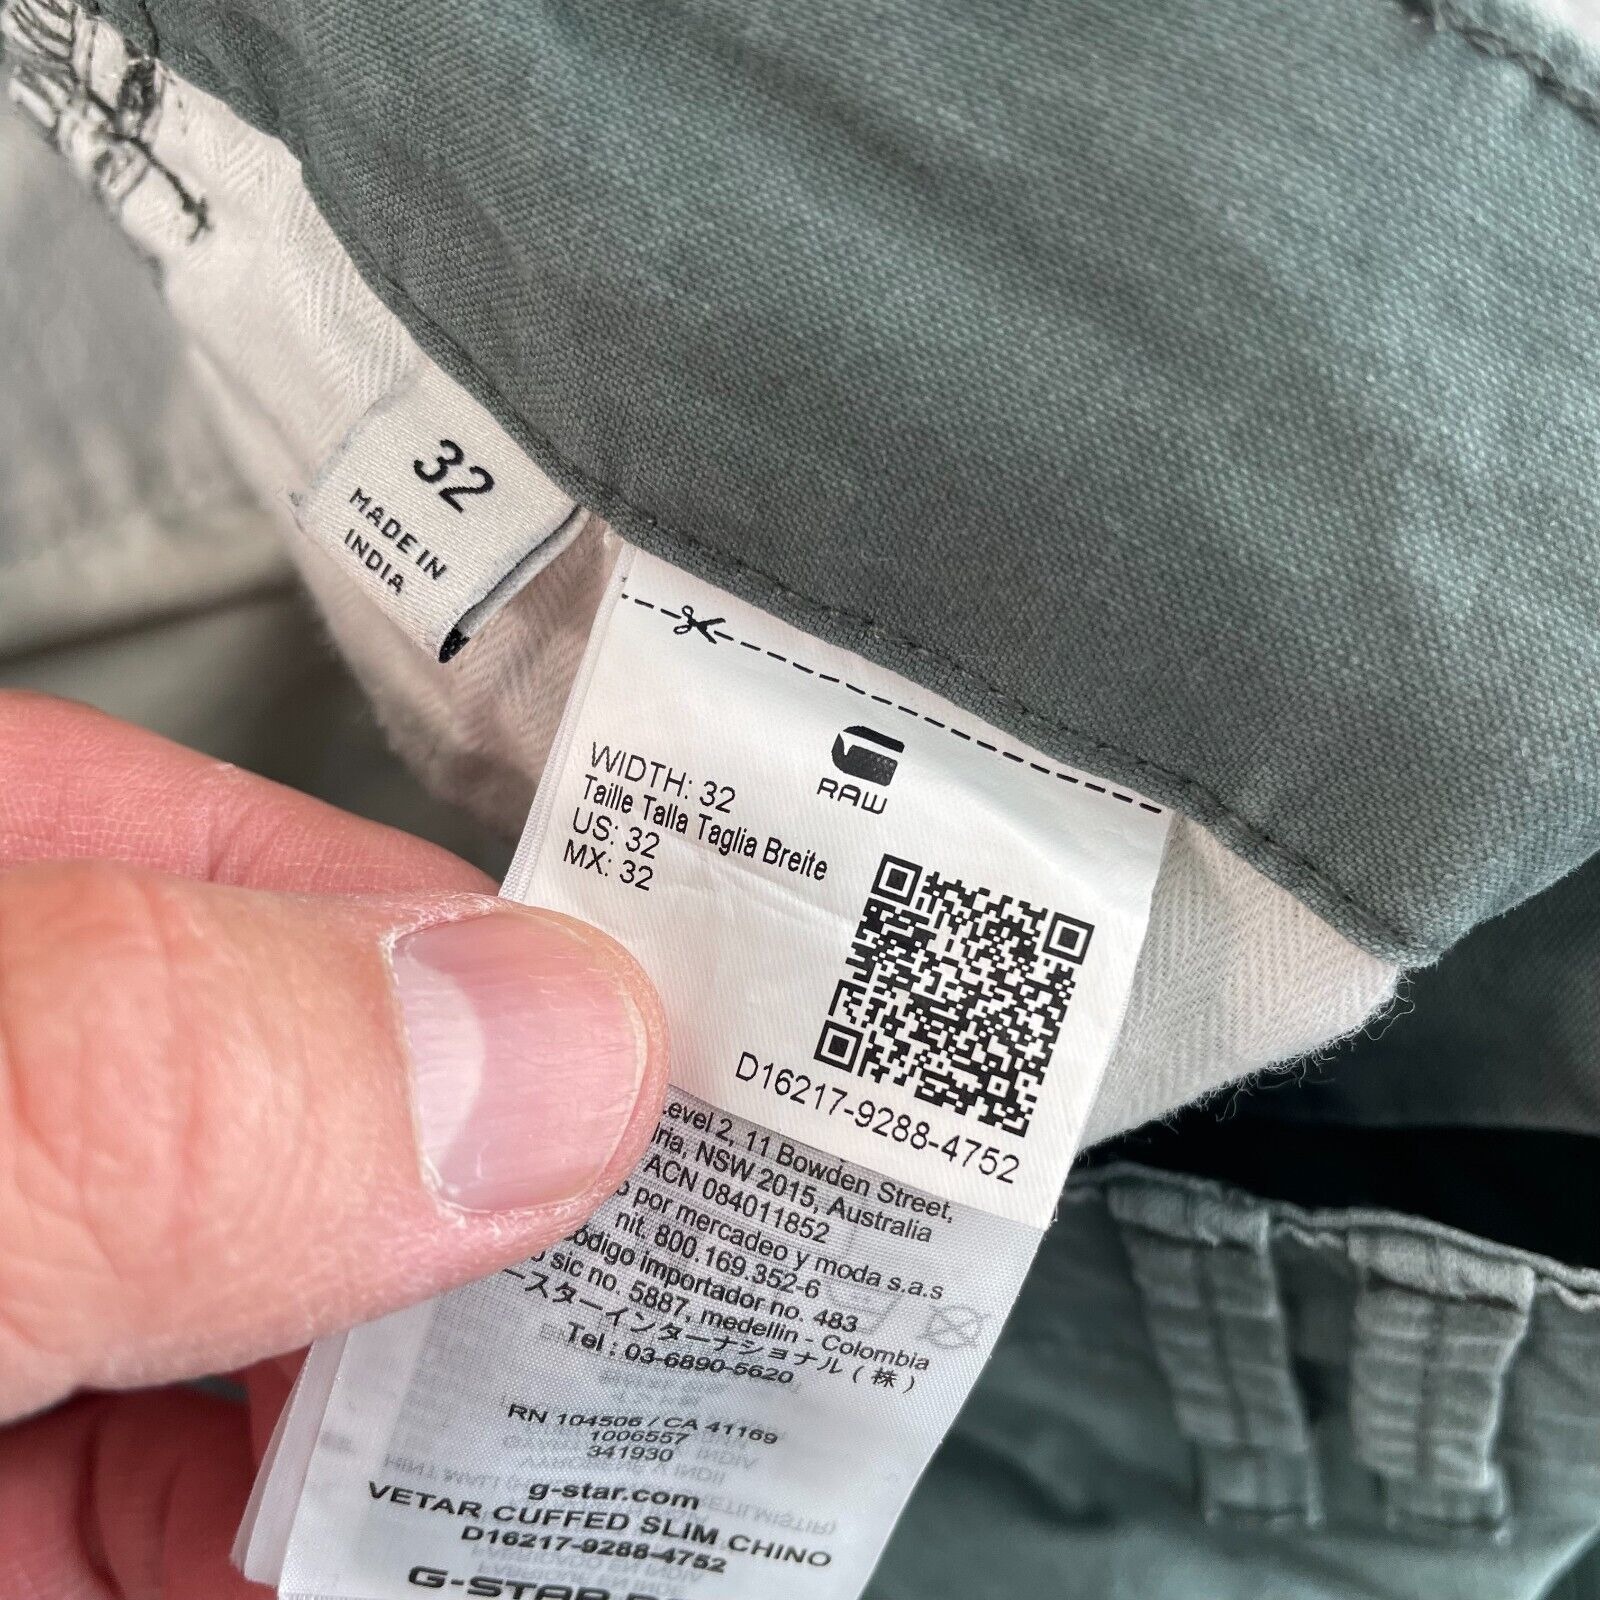 32
MADE IN
INDIA
RAW
WIDTH: 32
Taille Talla Taglia Breite
US: 32
MX: 32
D16217-9288-4752
Level 2, 11 Bowden Street,
NSW 2015, Australia
ACN 084011852
por mercadeo y moda s.a.s
nit. 800.169.352-6
importador no. 483
sic no. 5887, medellin - Colombia
ースターインターナショナル(株)
Tel : 03-6890-5620
RN 104506 / CA 41169
1006557
341930
g-star.com
VETAR CUFFED SLIM CHINO
D16217-9288-4752
G-STAR